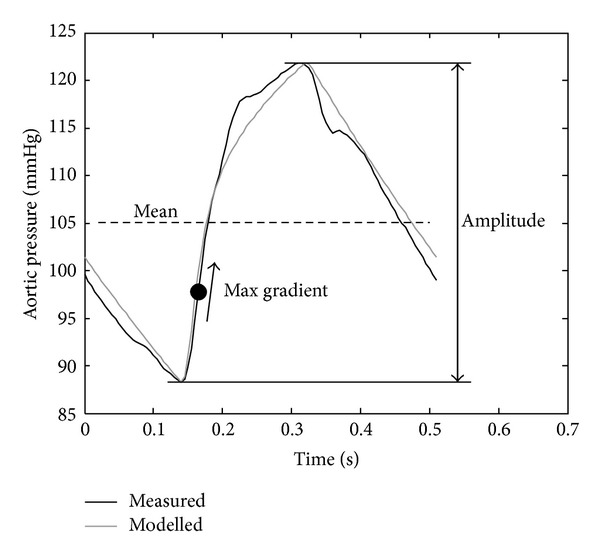 125
120
115
110
105
100
95
90
85
Aortic pressure (mmHg)
Mean
Amplitude
Max gradient
0
0.1
0.2
0.3
0.4
0.5
0.6
0.7
Time (s)
Measured
Modelled